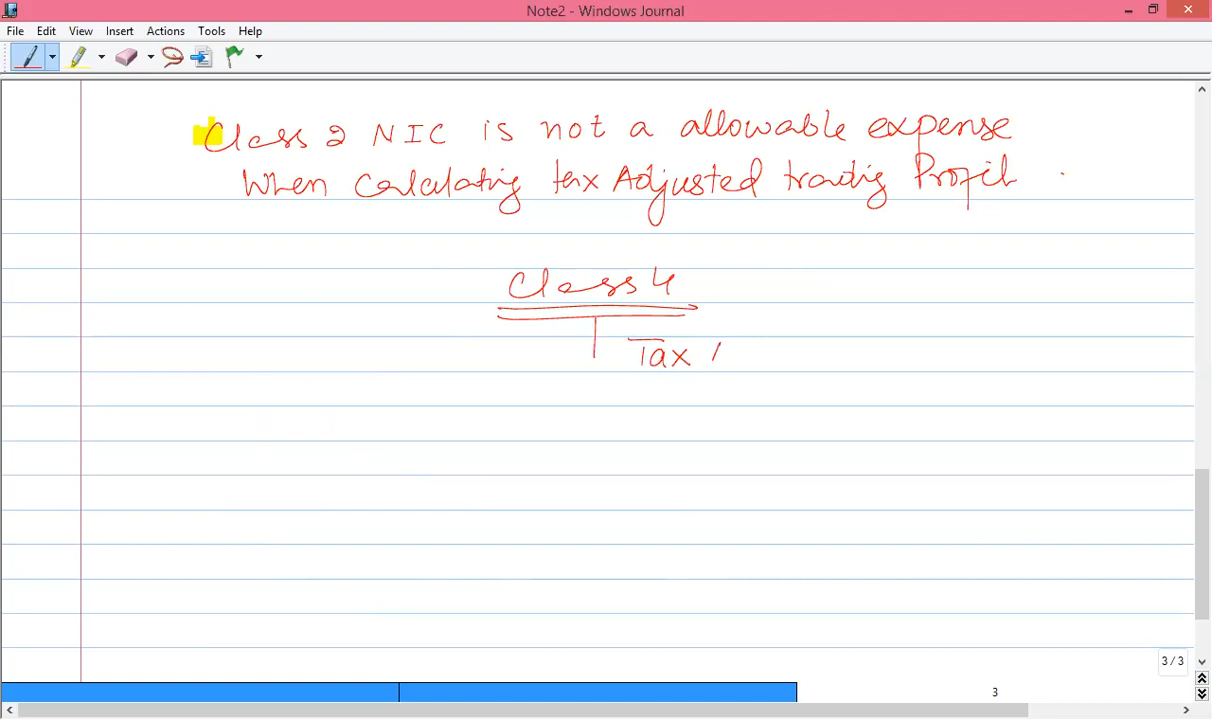 Note2 - Windows Journal
File Edit View Insert Actions Tools Help
Class 2 NIC is not a allowable expense
When Calculating tax Adjusted trading Profit
Class 4
Tax
3 / 3
3